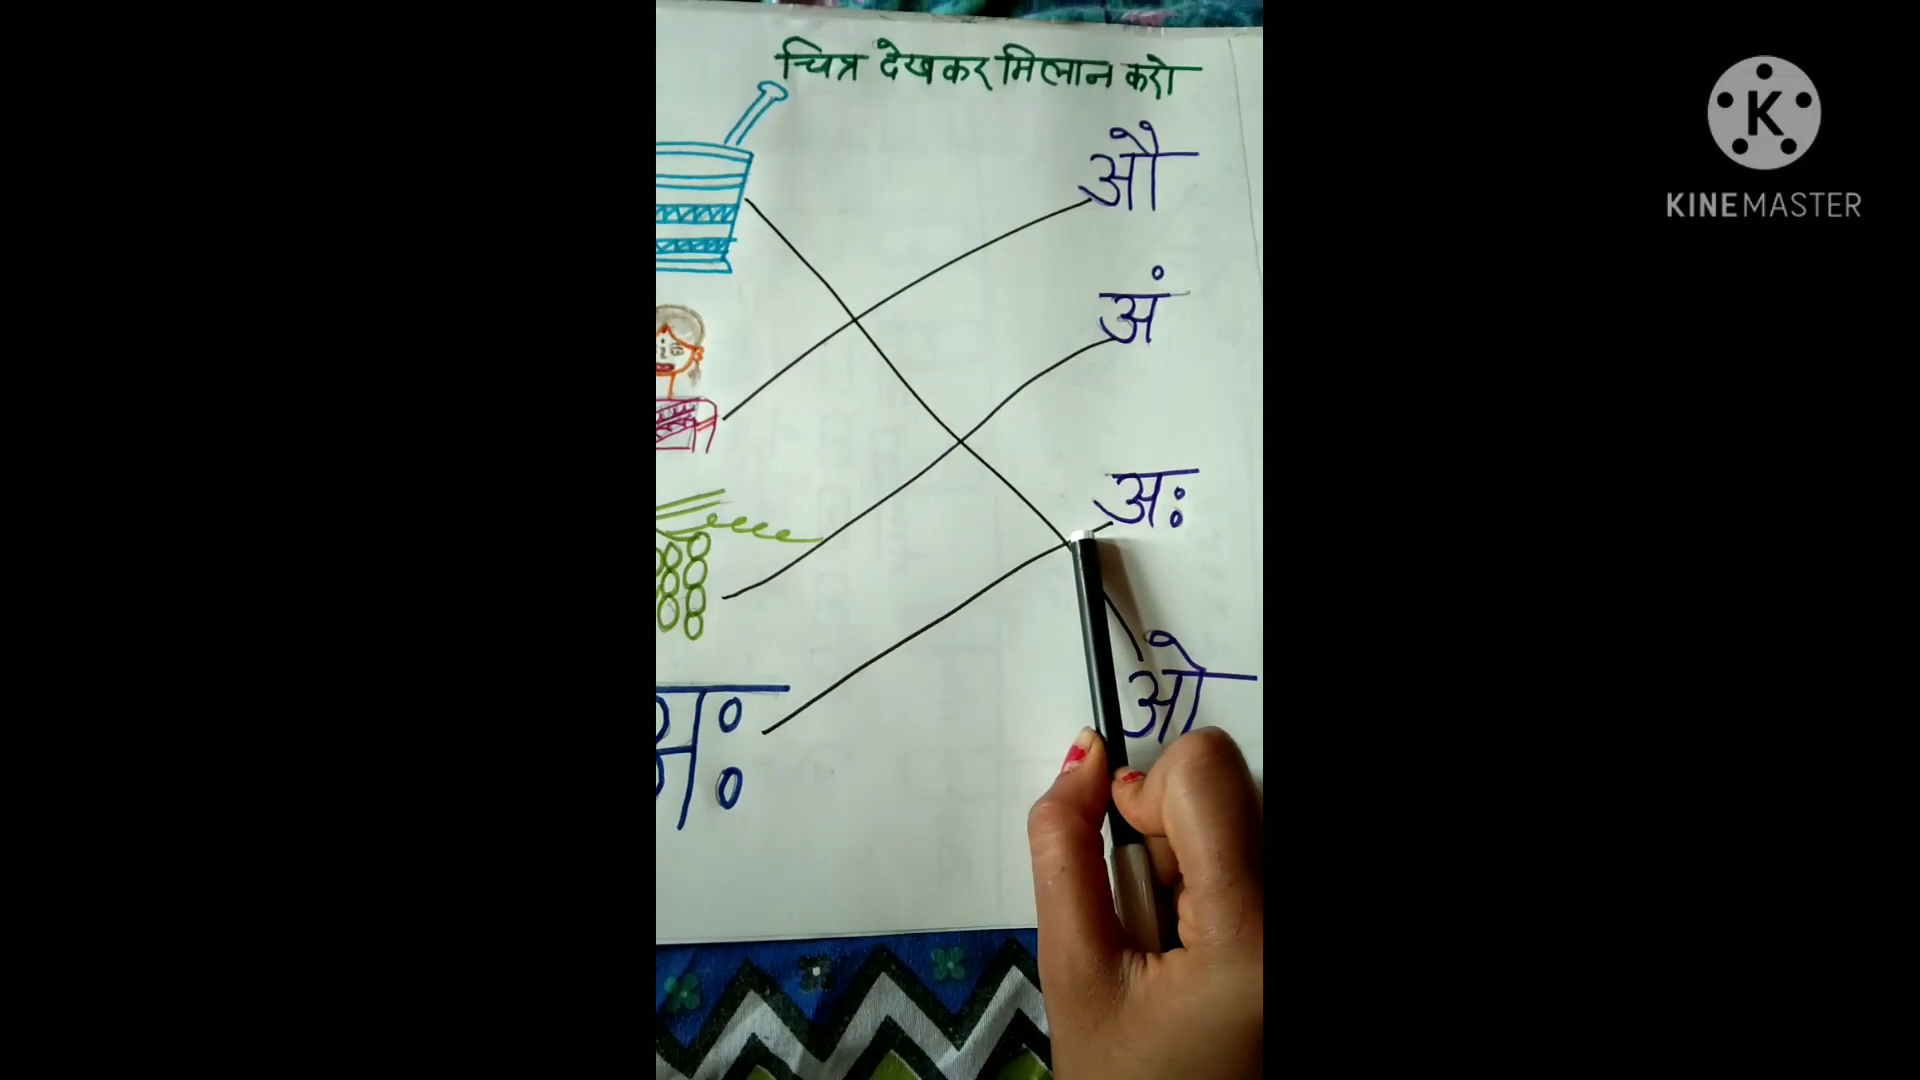 चित्र देखकर मिलान करो
औ
अं
अः
ओ
अः
KINEMASTER